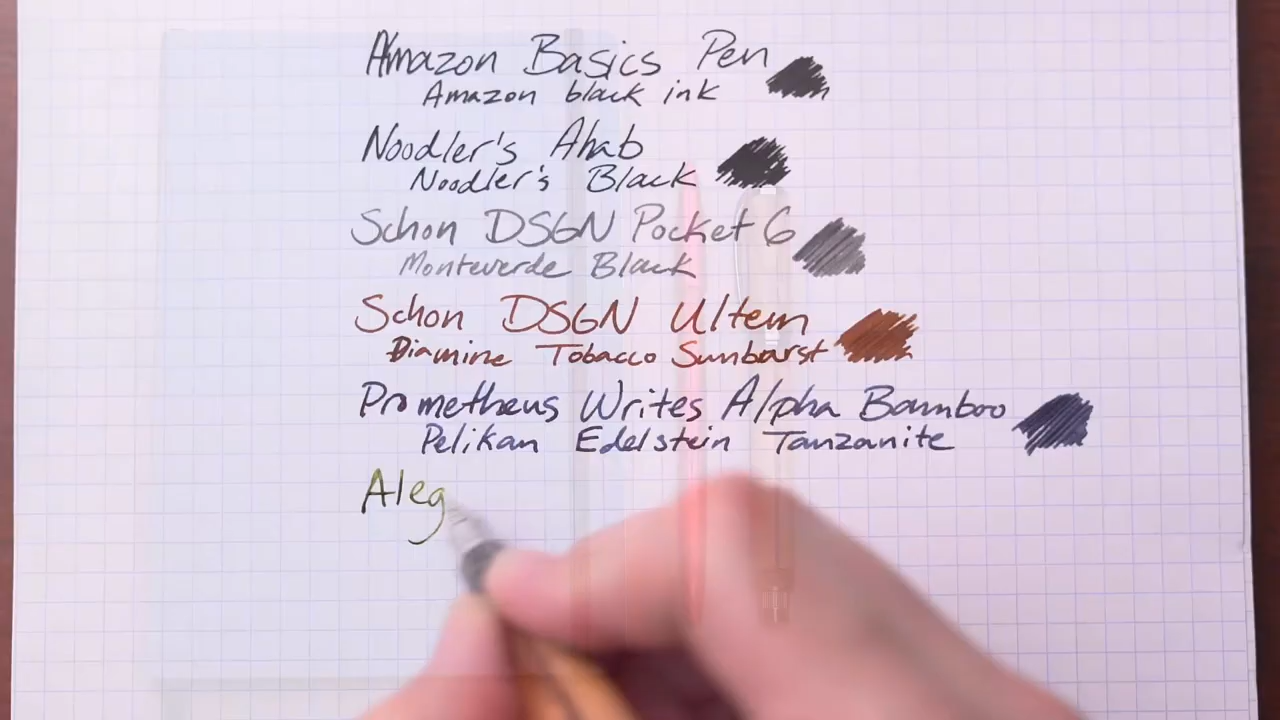 Amazon Basics Pen
Amazon black ink
Noodler's Ahab
Noodler's Black
Schon DSGN Pocket 6
Monteverde Black
Schon DSGN Ultem
Diamine Tobacco Sunburst
Prometheus Writes Alpha Bamboo
Pelikan Edelstein Tanzanite
Aleg